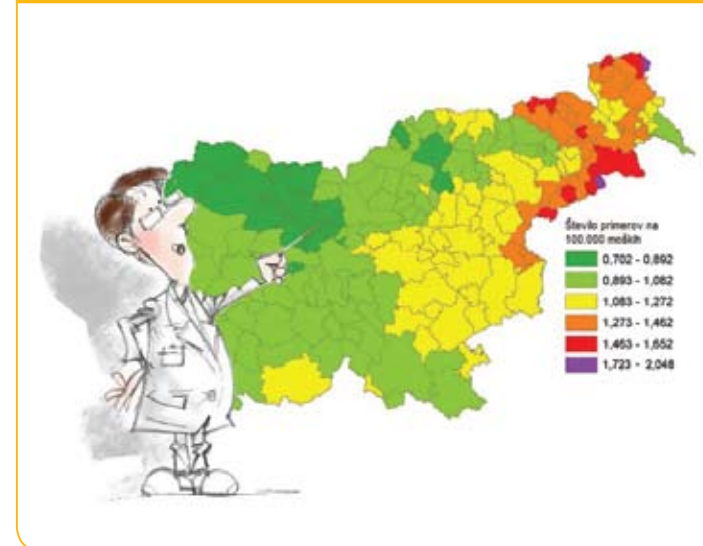 Število primerov na
100.000 moških
0,702 - 0,892
0,893 - 1,082
1,083 - 1,272
1,273 - 1,462
1,463 - 1,652
1,723 - 2,048